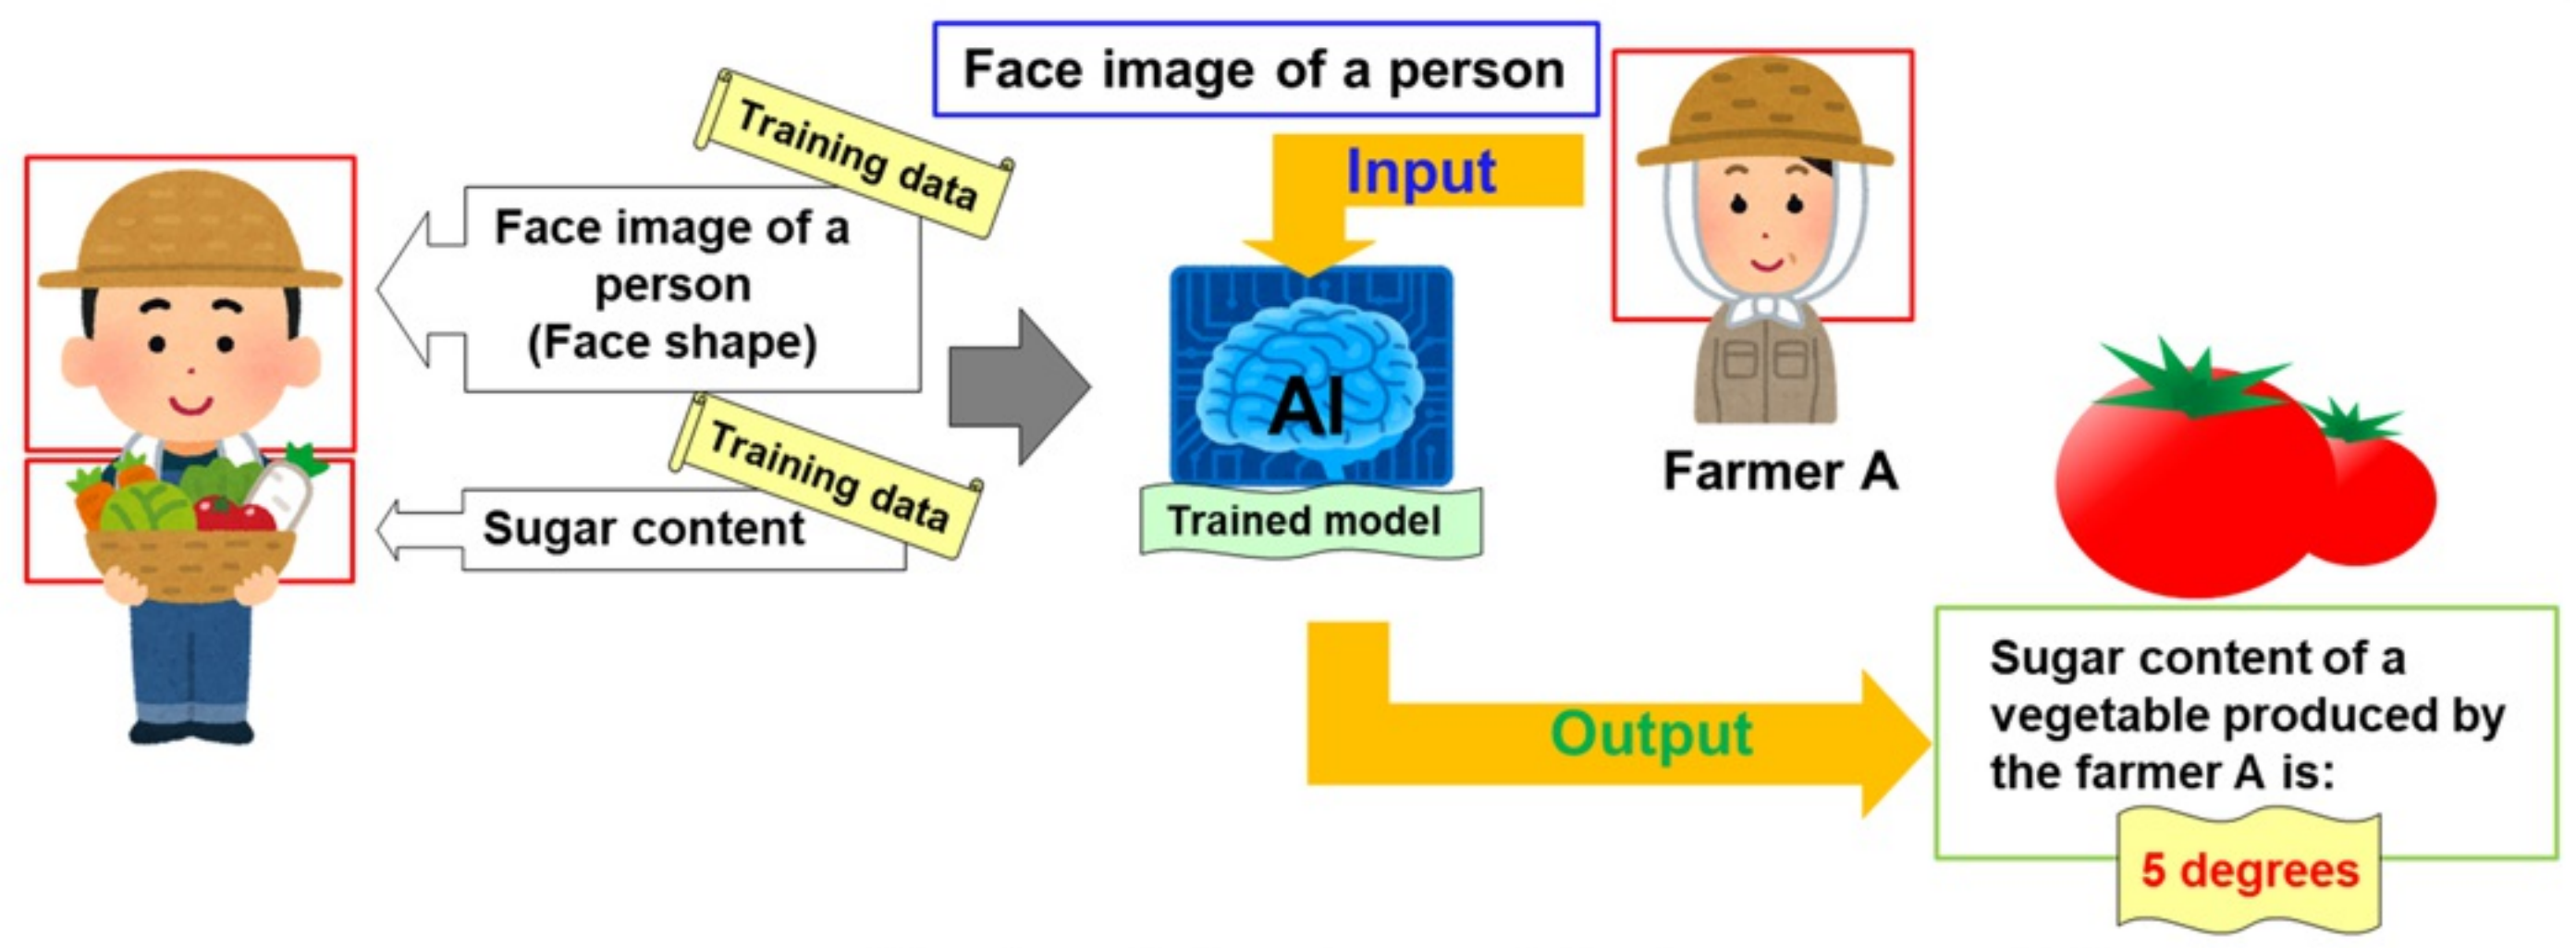 Training data
Face image of a
person
(Face shape)
Training data
Sugar content
Face image of a person
Input
AI
Trained model
Farmer A
Output
Sugar content of a
vegetable produced by
the farmer A is:
5 degrees